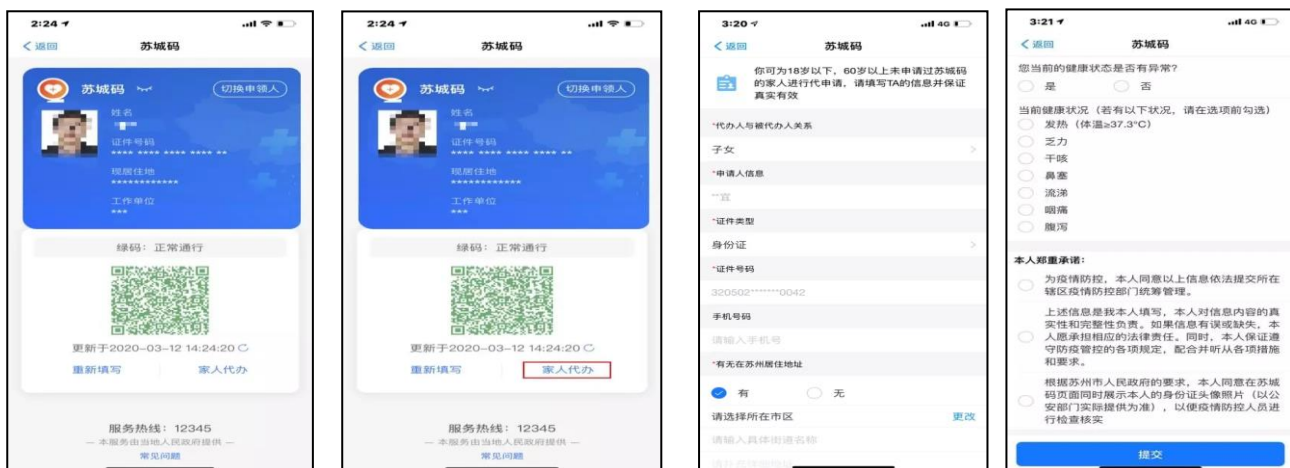 2:24
返回
苏城码
苏城码
切换申领人
姓名
证件号码
**** **** **** **** **
现居住地
************
工作单位
***
绿码：正常通行
更新于2020-03-12 14:24:20
重新填写
家人代办
服务热线：12345
— 本服务由当地人民政府提供 —
常见问题
2:24
返回
苏城码
苏城码
切换申领人
姓名
证件号码
**** **** **** **** **
现居住地
************
工作单位
***
绿码：正常通行
更新于2020-03-12 14:24:20
重新填写
家人代办
服务热线：12345
— 本服务由当地人民政府提供 —
常见问题
3:20
4G
返回
苏城码
你可为18岁以下，60岁以上未申请过苏城码
的家人进行代申请，请填写TA的信息并保证
真实有效
*代办人与被代办人关系
子女
*申请人信息
**宜
*证件类型
身份证
*证件号码
320502*******0042
手机号码
请输入手机号
*有无在苏州居住地址
有
无
请选择所在市区
更改
请输入具体街道名称
3:21
4G
返回
苏城码
您当前的健康状态是否有异常?
是
否
当前健康状况（若有以下状况，请在选项前勾选）
发热（体温≥37.3°C）
乏力
干咳
鼻塞
流涕
咽痛
腹泻
本人郑重承诺：
为疫情防控，本人同意以上信息依法提交所在
辖区疫情防控部门统筹管理。
上述信息是我本人填写，本人对信息内容的真
实性和完整性负责。如果信息有误或缺失，本
人愿承担相应的法律责任。同时，本人保证遵
守防疫管控的各项规定，配合并听从各项措施
和要求。
根据苏州市人民政府的要求，本人同意在苏城
码页面同时展示本人的身份证头像照片（以公
安部门实际提供为准），以便疫情防控人员进
行检查核实
提交